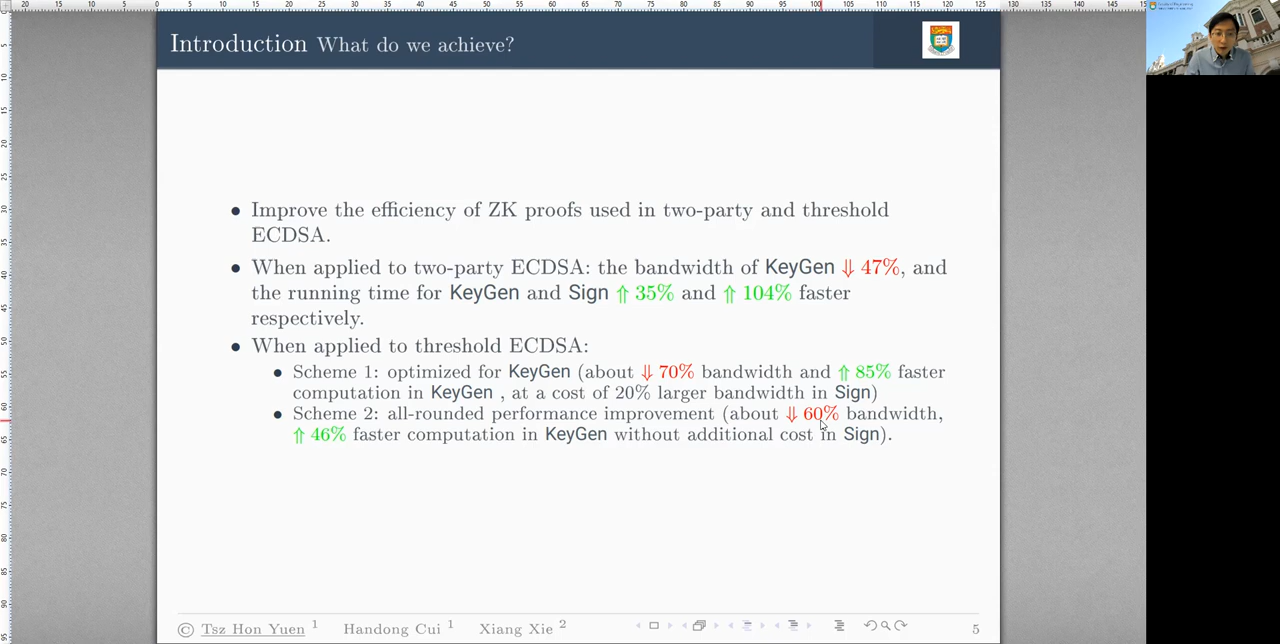 Introduction What do we achieve?
• Improve the efficiency of ZK proofs used in two-party and threshold
ECDSA.
• When applied to two-party ECDSA: the bandwidth of KeyGen ⇓ 47%, and
the running time for KeyGen and Sign ⇑ 35% and ⇑ 104% faster
respectively.
• When applied to threshold ECDSA:
• Scheme 1: optimized for KeyGen (about ⇓ 70% bandwidth and ⇑ 85% faster
computation in KeyGen , at a cost of 20% larger bandwidth in Sign)
• Scheme 2: all-rounded performance improvement (about ⇓ 60% bandwidth,
⇑ 46% faster computation in KeyGen without additional cost in Sign).
© Tsz Hon Yuen 1 Handong Cui 1 Xiang Xie 2 5